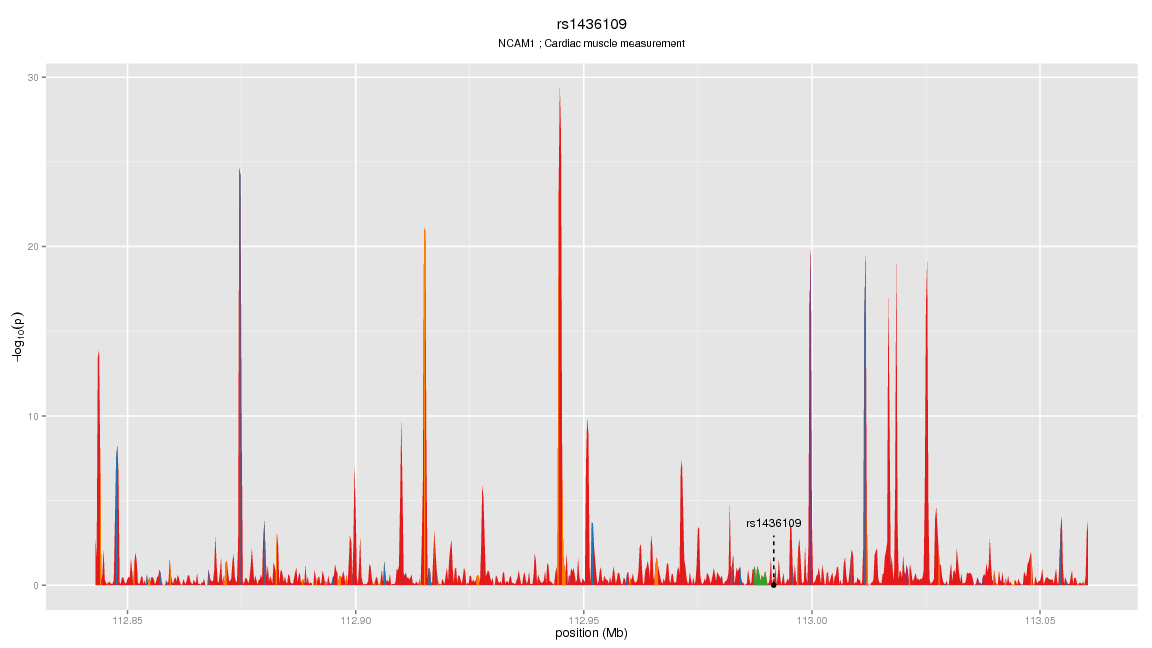 rs1436109
NCAM1 ; Cardiac muscle measurement
30
20
10
0
−log10(p)
rs1436109
112.85
112.90
112.95
113.00
113.05
position (Mb)